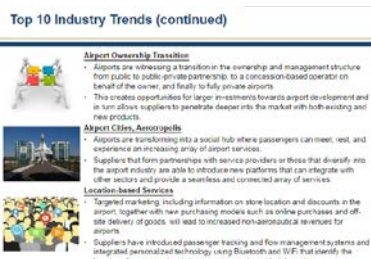 Top 10 Industry Trends (continued)
Airport Ownership Transition
Airports are witnessing a transition in the ownership and management structure
from public to public-private partnership, to a concession-based operator on
behalf of the owner, and finally to fully private airports
This creates opportunities for larger investments towards airport development and
in turn allows suppliers to penetrate deeper into the market with both existing and
new products.
Airport Cities, Aerotropolis
Airports are transforming into a social hub where passengers can meet, rest, and
experience an increasing array of airport services.
Suppliers that form partnerships with service providers or those that diversify into
the airport industry are able to introduce new platforms that can integrate with
other sectors and provide a seamless and connected array of services.
Location-based Services
Targeted marketing, including information on store location and discounts in the
airport, together with new purchasing models such as online purchases and off-
site delivery of goods, will lead to increased non-aeronautical revenues for
airports
Suppliers have introduced passenger tracking and flow management systems and
integrated personalized technology using Bluetooth and WiFi that identify the